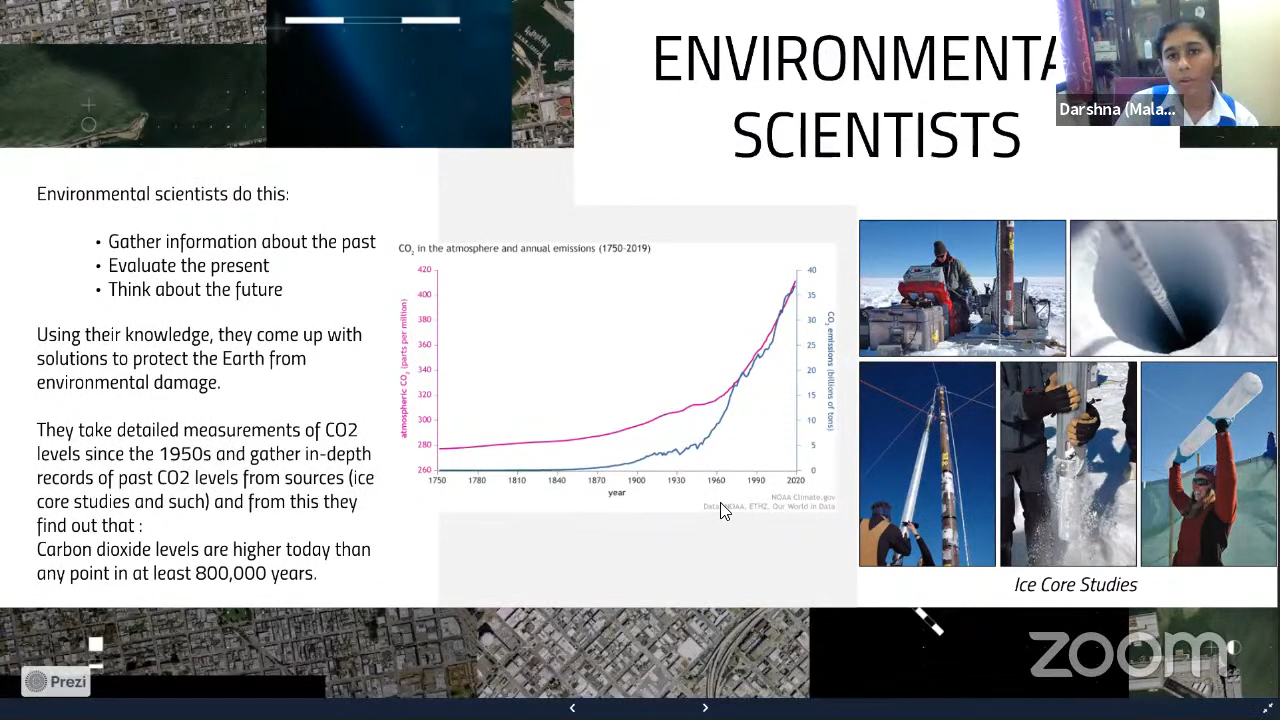 ENVIRONMENTA
SCIENTISTS
Darshna (Mala...
Environmental scientists do this:
• Gather information about the past
• Evaluate the present
• Think about the future
Using their knowledge, they come up with
solutions to protect the Earth from
environmental damage.
They take detailed measurements of CO2
levels since the 1950s and gather in-depth
records of past CO2 levels from sources (ice
core studies and such) and from this they
find out that :
Carbon dioxide levels are higher today than
any point in at least 800,000 years.
CO₂ in the atmosphere and annual emissions (1750-2019)
atmospheric CO₂ (parts per million)
420
400
380
360
340
320
300
280
260
40
35
30
25
20
15
10
5
0
CO₂ emissions (billions of tons)
1750 1780 1810 1840 1870 1900 1930 1960 1990 2020
year
NOAA Climate.gov
Data: NOAA, ETHZ, Our World in Data
Ice Core Studies
zoom
Prezi